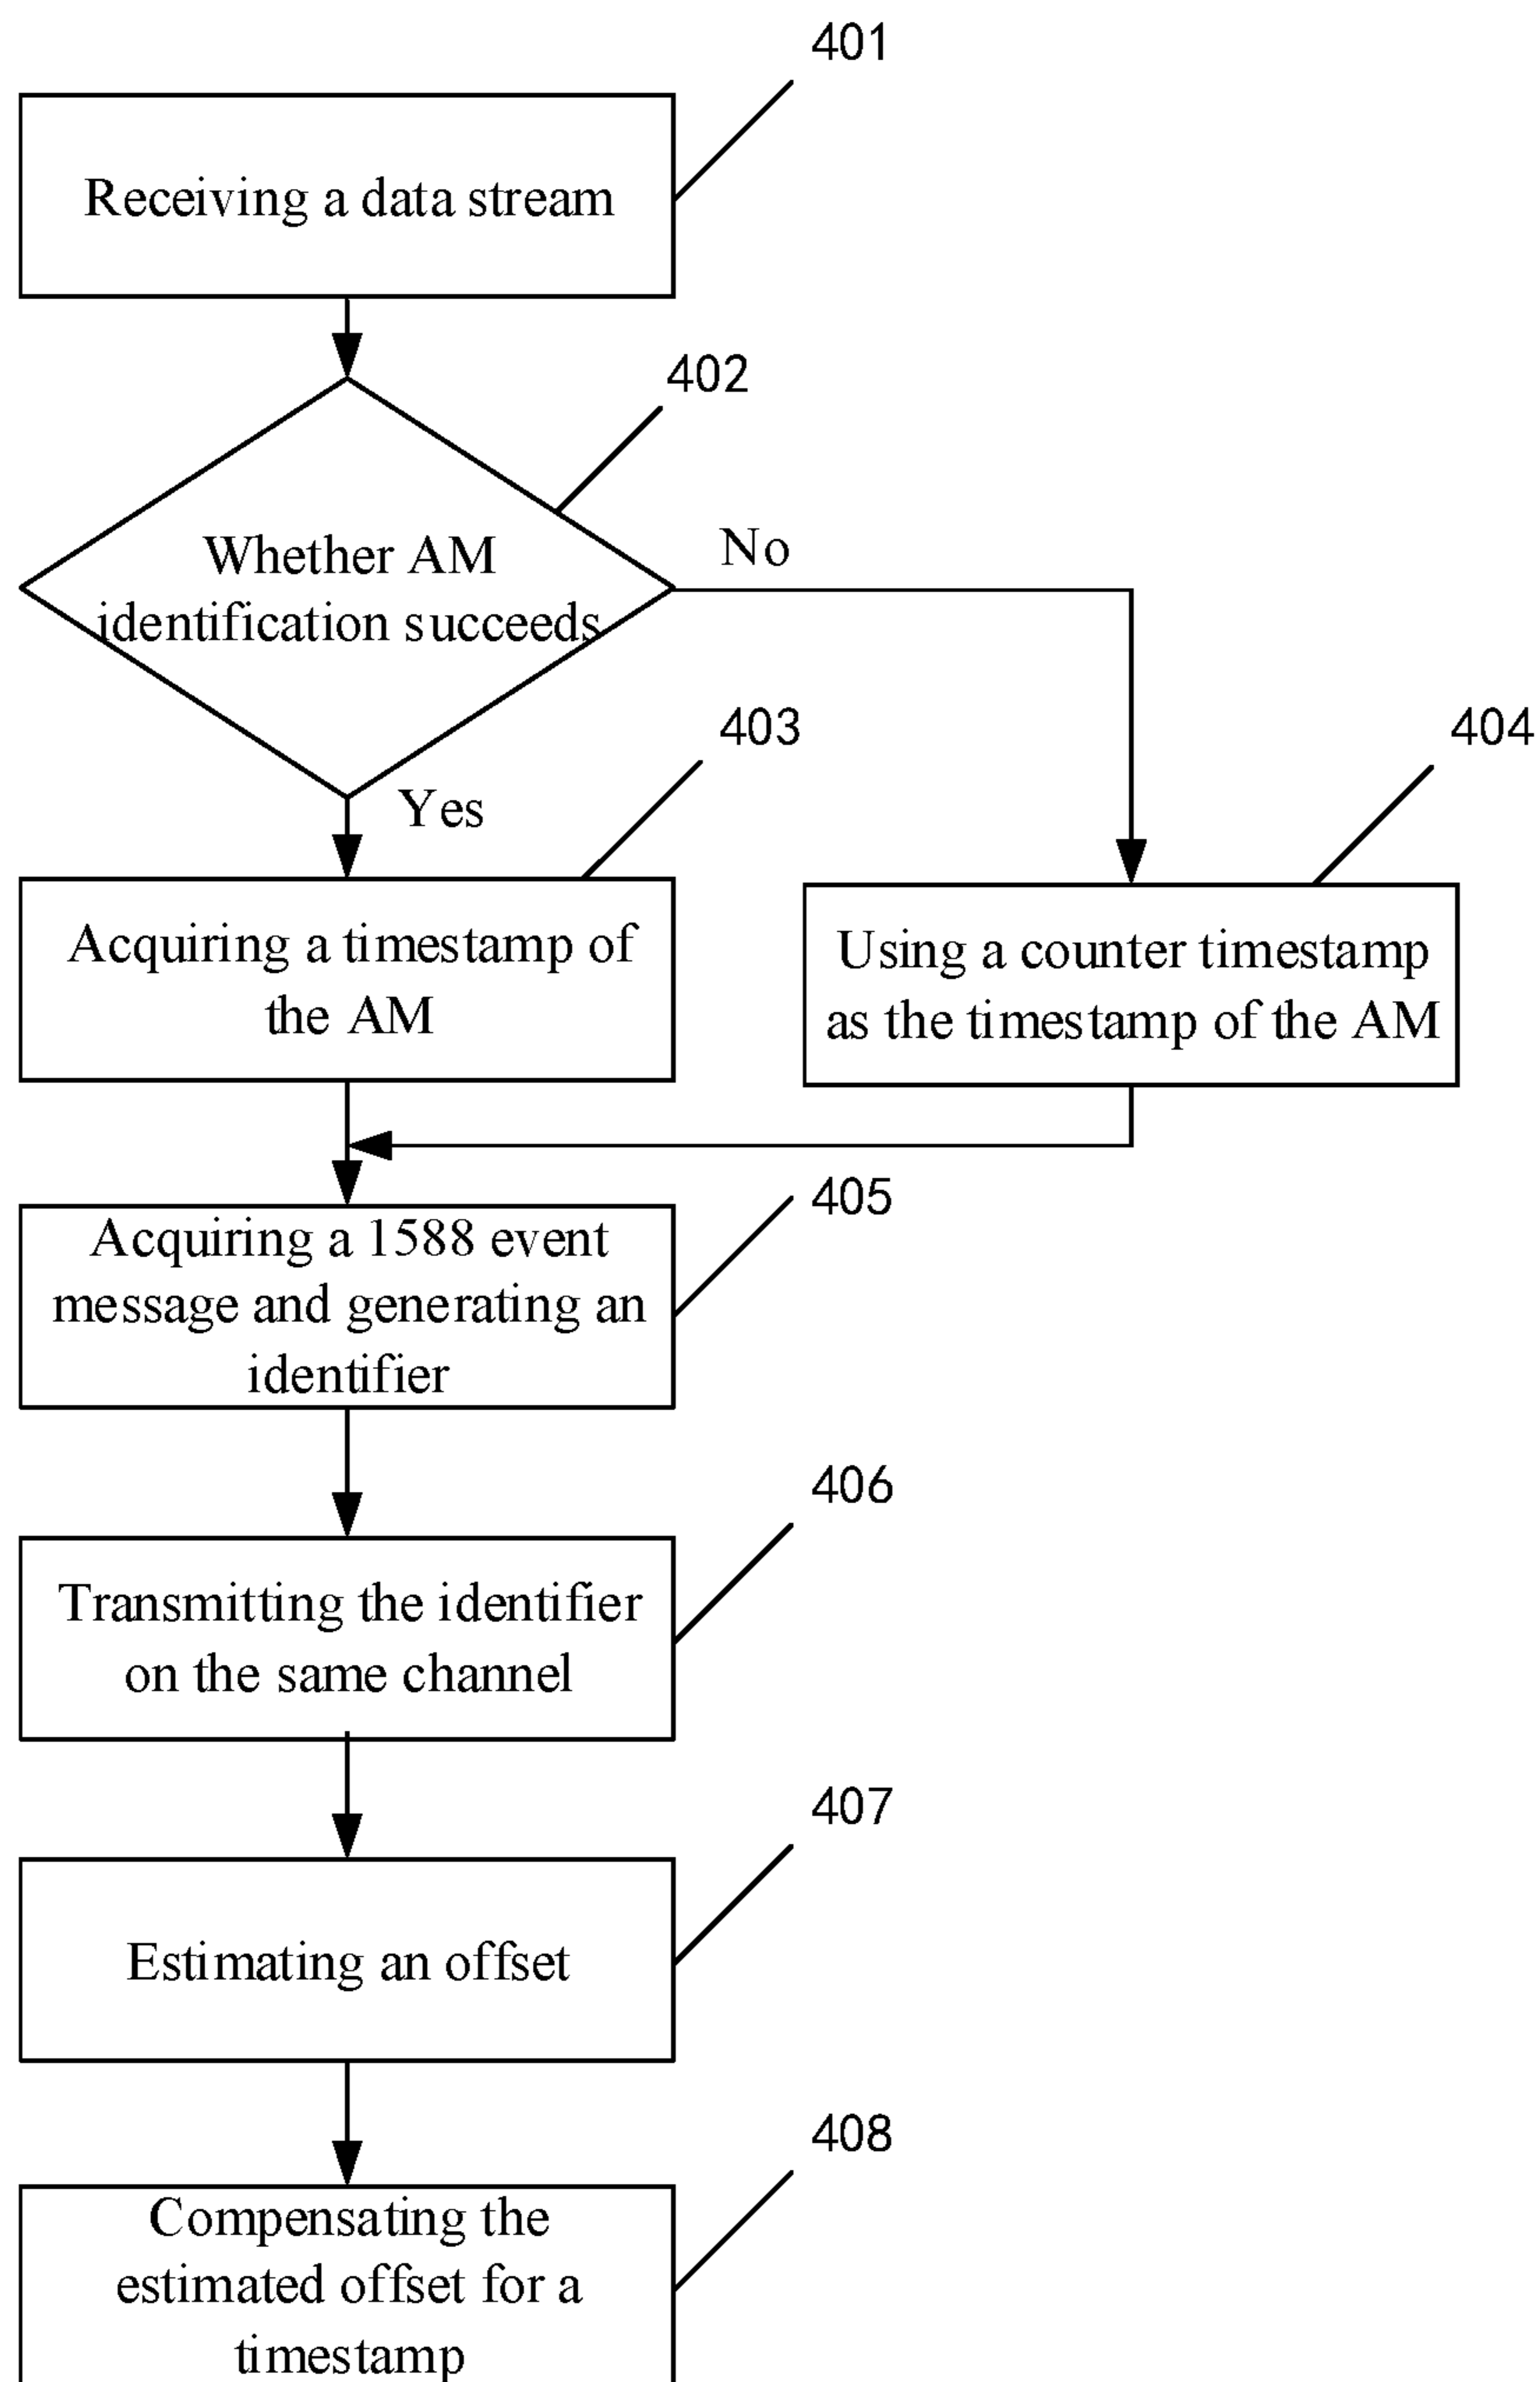 401
Receiving a data stream
402
Whether AM
identification succeeds
No
Yes
403
404
Acquiring a timestamp of
the AM
Using a counter timestamp
as the timestamp of the AM
405
Acquiring a 1588 event
message and generating an
identifier
406
Transmitting the identifier
on the same channel
407
Estimating an offset
408
Compensating the
estimated offset for a
timestamp